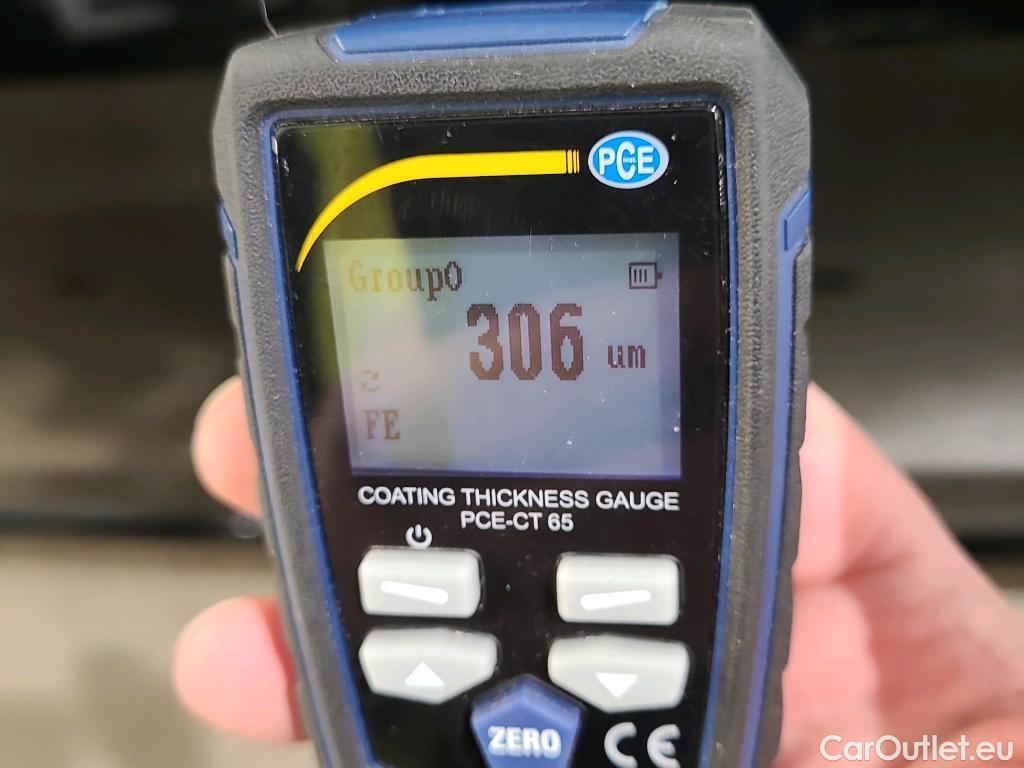 PCE
Group0
306 um
FE
COATING THICKNESS GAUGE
PCE-CT 65
ZERO
CE
CarOutlet.eu